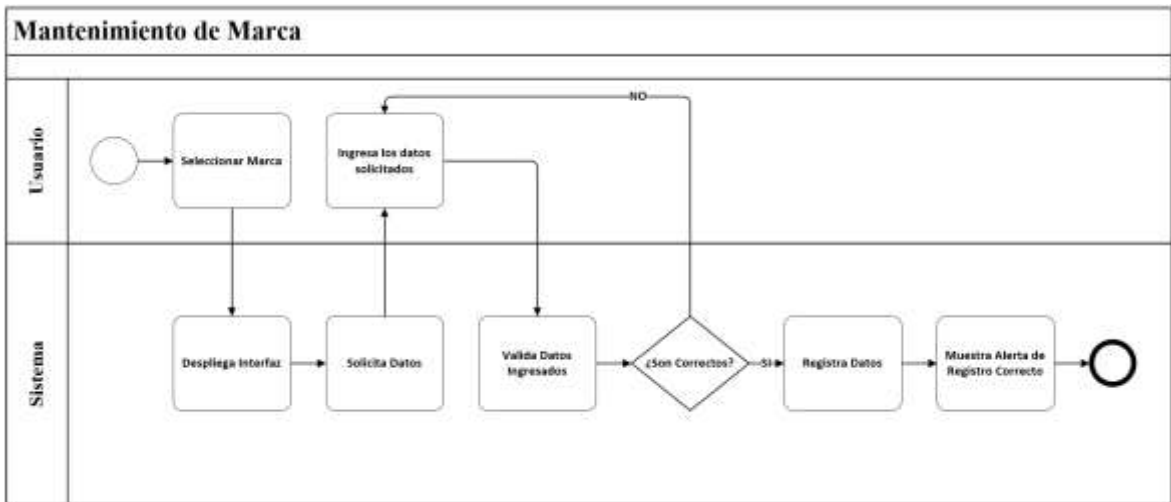 Mantenimiento de Marca
Usuario
Seleccionar Marca
Ingresa los datos
solicitados
NO
Sistema
Despliega Interfaz
Solicita Datos
Valida Datos
Ingresados
¿Son Correctos?
SI
Registra Datos
Muestra Alerta de
Registro Correcto